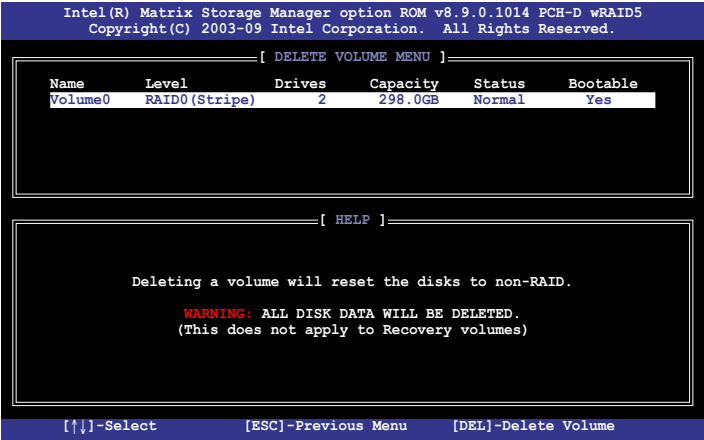 Intel(R) Matrix Storage Manager option ROM v8.9.0.1014 PCH-D wRAID5
Copyright(C) 2003-09 Intel Corporation.  All Rights Reserved.
[ DELETE VOLUME MENU ]
Name Level Drives Capacity Status Bootable
Volume0 RAID0(Stripe) 2 298.0GB Normal Yes
[ HELP ]
Deleting a volume will reset the disks to non-RAID.
WARNING: ALL DISK DATA WILL BE DELETED.
(This does not apply to Recovery volumes)
[↑↓]-Select [ESC]-Previous Menu [DEL]-Delete Volume